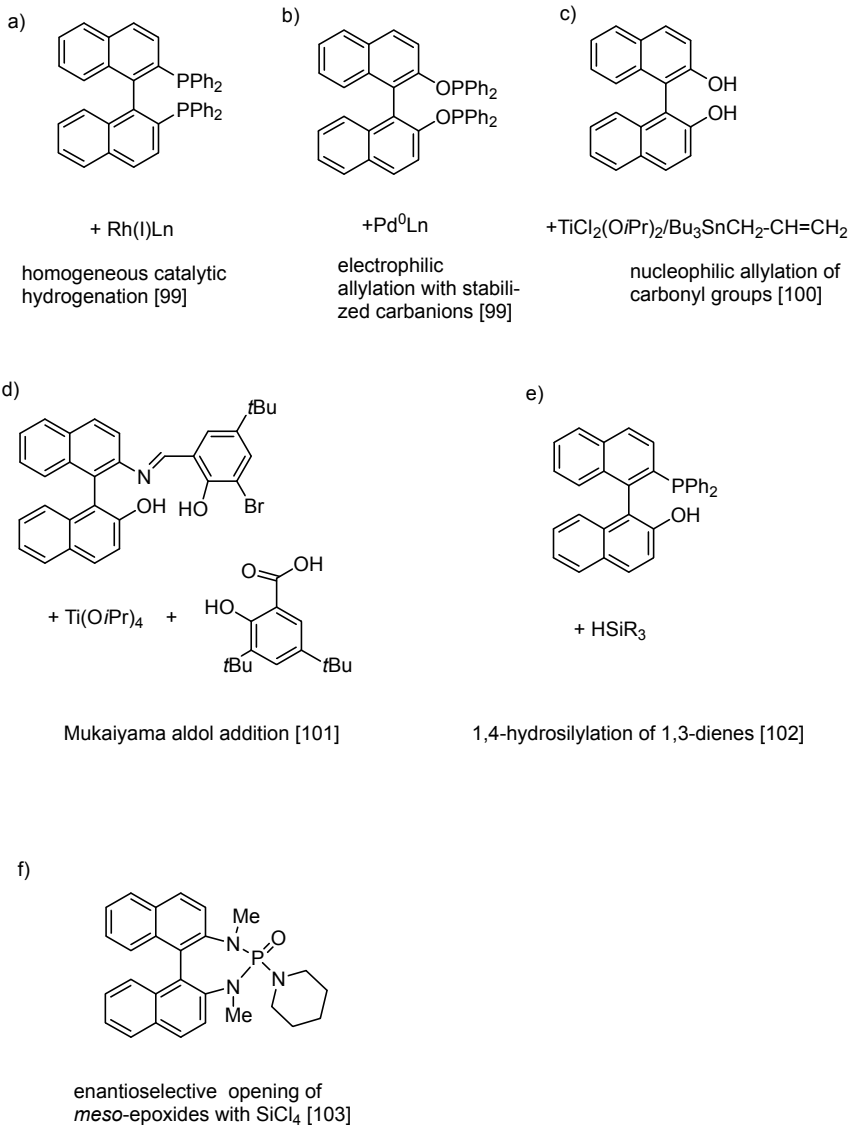 a)
PPh2
PPh2
+ Rh(I)Ln
homogeneous catalytic
hydrogenation [99]
b)
OPPh2
OPPh2
+Pd⁰Ln
electrophilic
allylation with stabili-
zed carbanions [99]
c)
OH
OH
+TiCl2(OiPr)2/Bu3SnCH2-CH=CH2
nucleophilic allylation of
carbonyl groups [100]
d)
tBu
N
OH
HO
Br
+ Ti(OiPr)4 +
O
OH
HO
tBu
tBu
Mukaiyama aldol addition [101]
e)
PPh2
OH
+ HSiR3
1,4-hydrosilylation of 1,3-dienes [102]
f)
Me
N
O
P
N
N
Me
enantioselective opening of
meso-epoxides with SiCl4 [103]